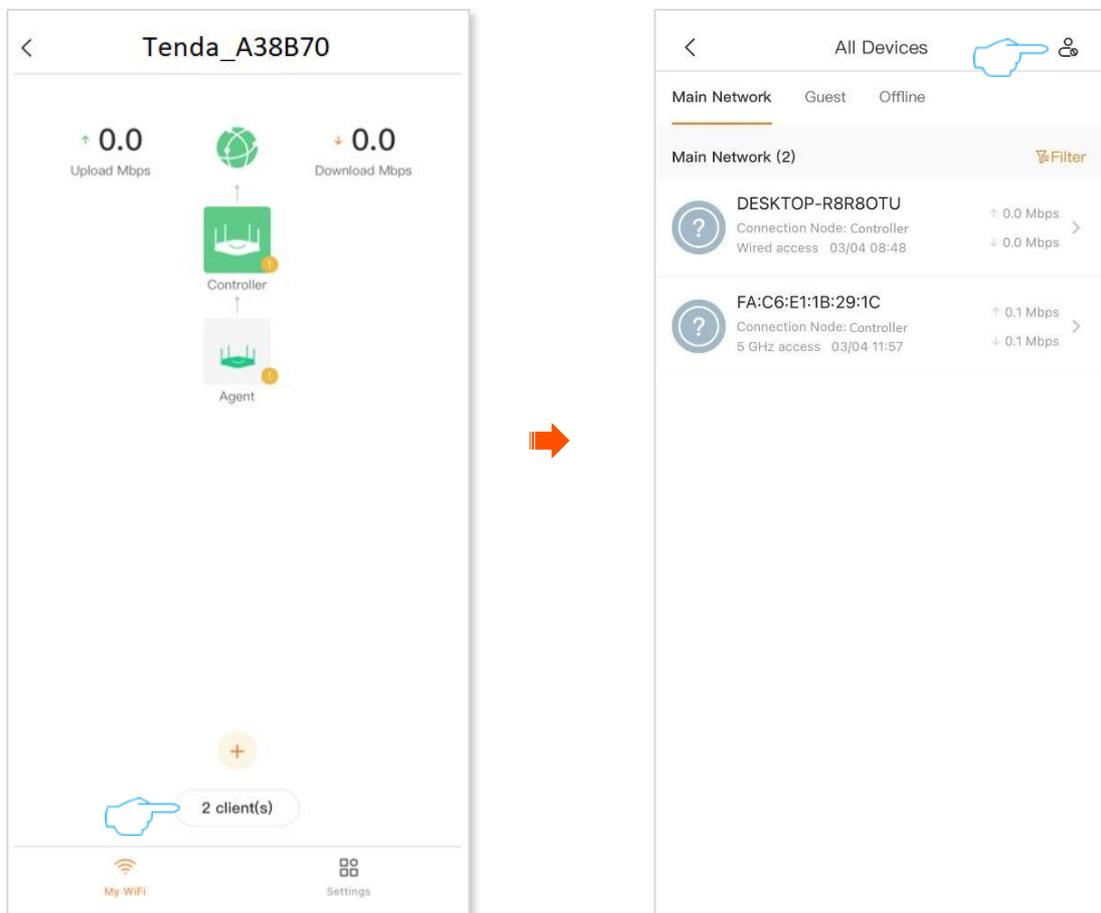 Tenda_A38B70
↑ 0.0
↓ 0.0
Upload Mbps
Download Mbps
1
Controller
1
Agent
+
2 client(s)
My WiFi
Settings
All Devices
Main Network Guest Offline
Main Network (2)
Filter
?
DESKTOP-R8R8OTU
Connection Node: Controller
Wired access 03/04 08:48
↑ 0.0 Mbps
↓ 0.0 Mbps
?
FA:C6:E1:1B:29:1C
Connection Node: Controller
5 GHz access 03/04 11:57
↑ 0.1 Mbps
↓ 0.1 Mbps